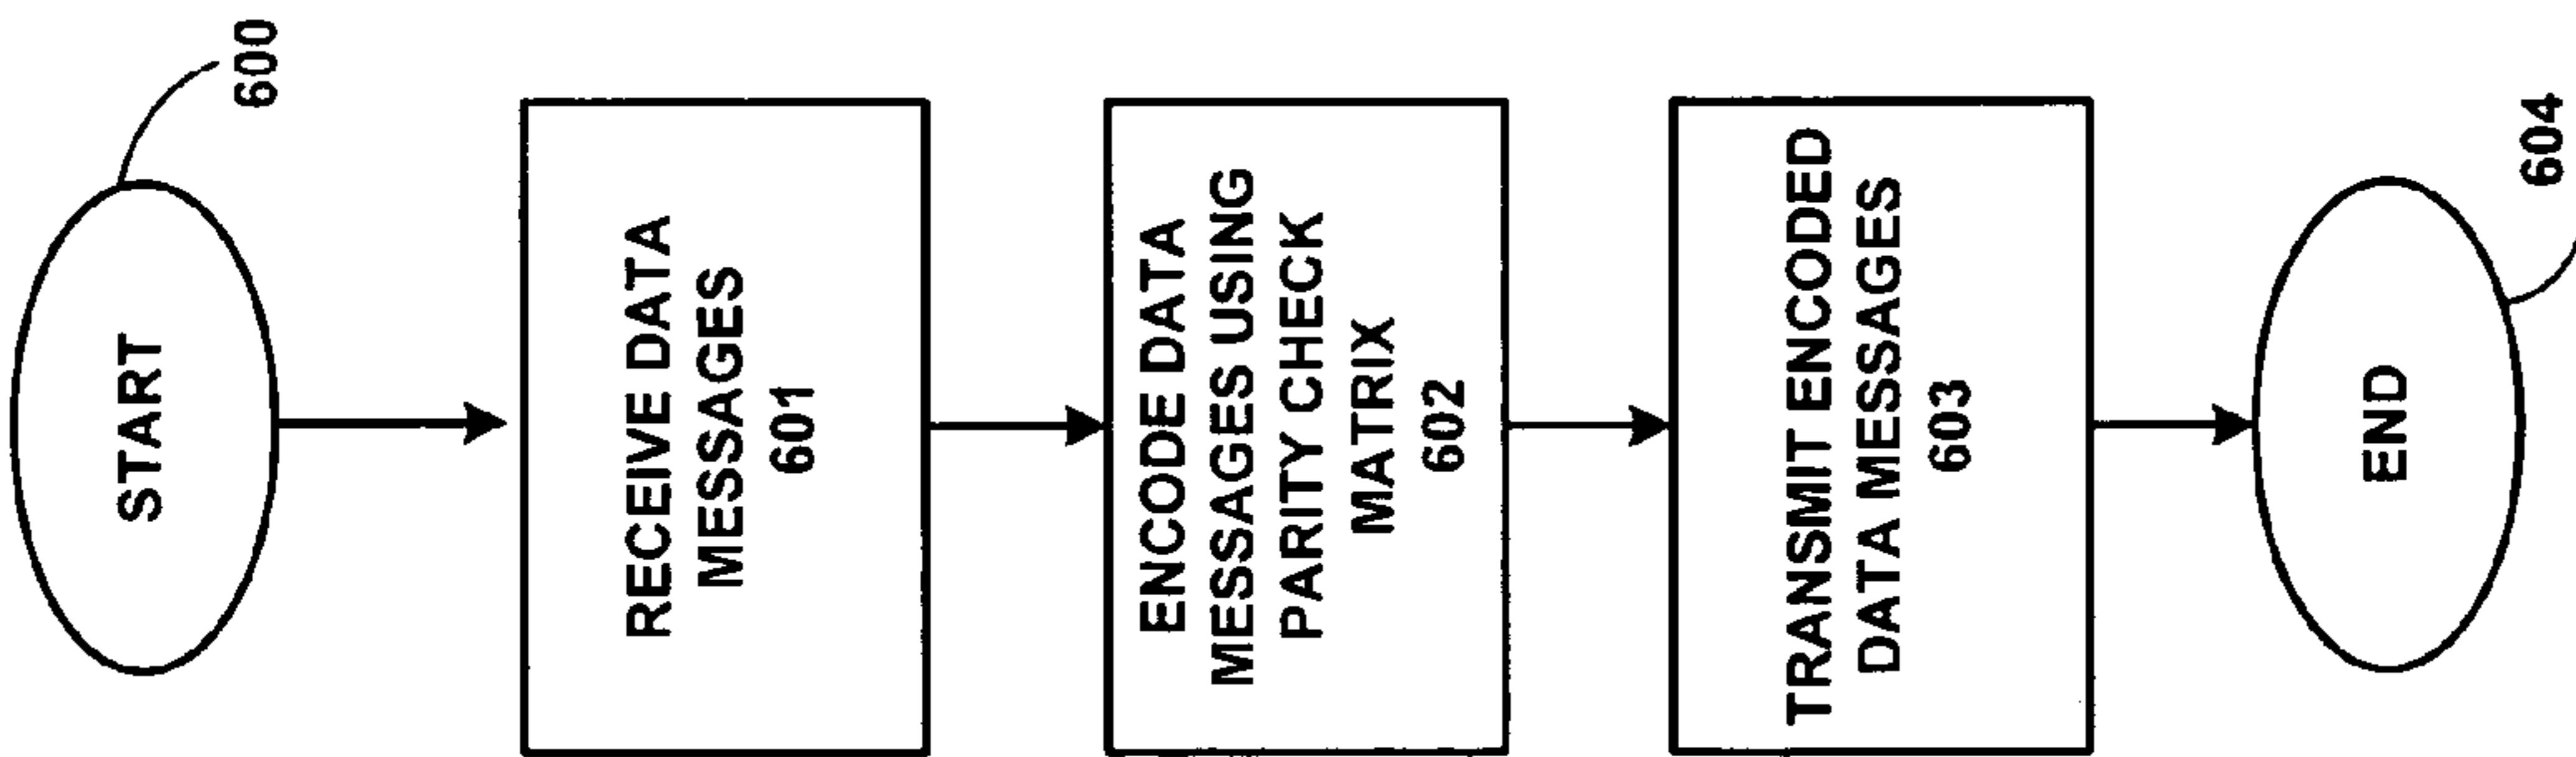 START
600
RECEIVE DATA
MESSAGES
601
ENCODE DATA
MESSAGES USING
PARITY CHECK
MATRIX
602
TRANSMIT ENCODED
DATA MESSAGES
603
END
604